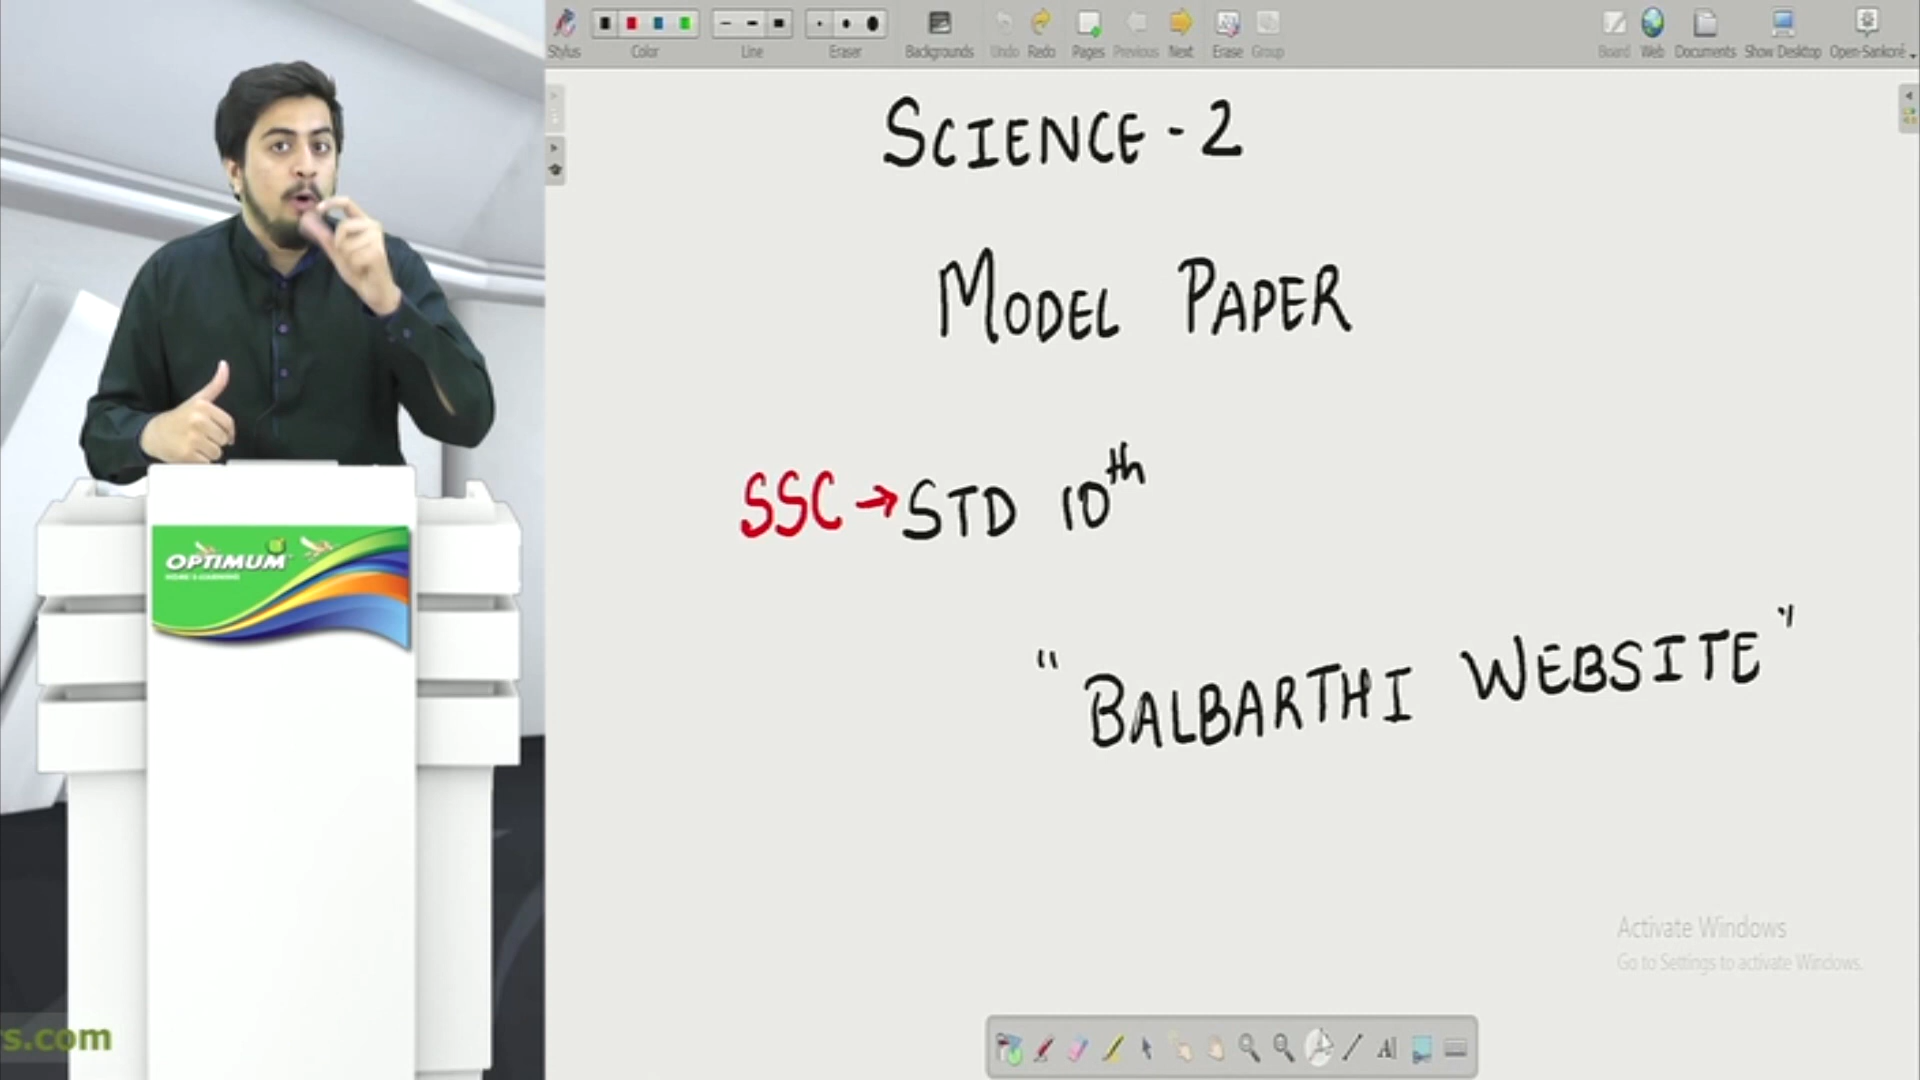 Stylus Color Line Eraser Backgrounds Undo Redo Pages Previous Next Erase Group Board Web Documents Show Desktop Open-Sankoré
SCIENCE - 2
MODEL PAPER
SSC → STD 10th
"BALBARTHI WEBSITE"
OPTIMUM
HOME E-LEARNING
Activate Windows
Go to Settings to activate Windows.
s.com